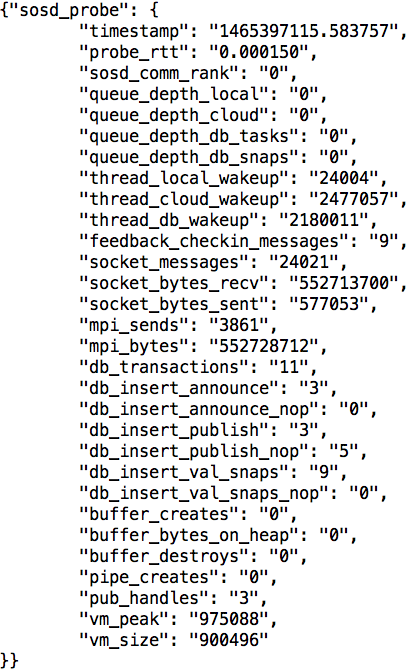 {"sosd_probe": {
"timestamp": "1465397115.583757",
"probe_rtt": "0.000150",
"sosd_comm_rank": "0",
"queue_depth_local": "0",
"queue_depth_cloud": "0",
"queue_depth_db_tasks": "0",
"queue_depth_db_snaps": "0",
"thread_local_wakeup": "24004",
"thread_cloud_wakeup": "2477057",
"thread_db_wakeup": "2180011",
"feedback_checkin_messages": "9",
"socket_messages": "24021",
"socket_bytes_recv": "552713700",
"socket_bytes_sent": "577053",
"mpi_sends": "3861",
"mpi_bytes": "552728712",
"db_transactions": "11",
"db_insert_announce": "3",
"db_insert_announce_nop": "0",
"db_insert_publish": "3",
"db_insert_publish_nop": "5",
"db_insert_val_snaps": "9",
"db_insert_val_snaps_nop": "0",
"buffer_creates": "0",
"buffer_bytes_on_heap": "0",
"buffer_destroys": "0",
"pipe_creates": "0",
"pub_handles": "3",
"vm_peak": "975088",
"vm_size": "900496"
}}